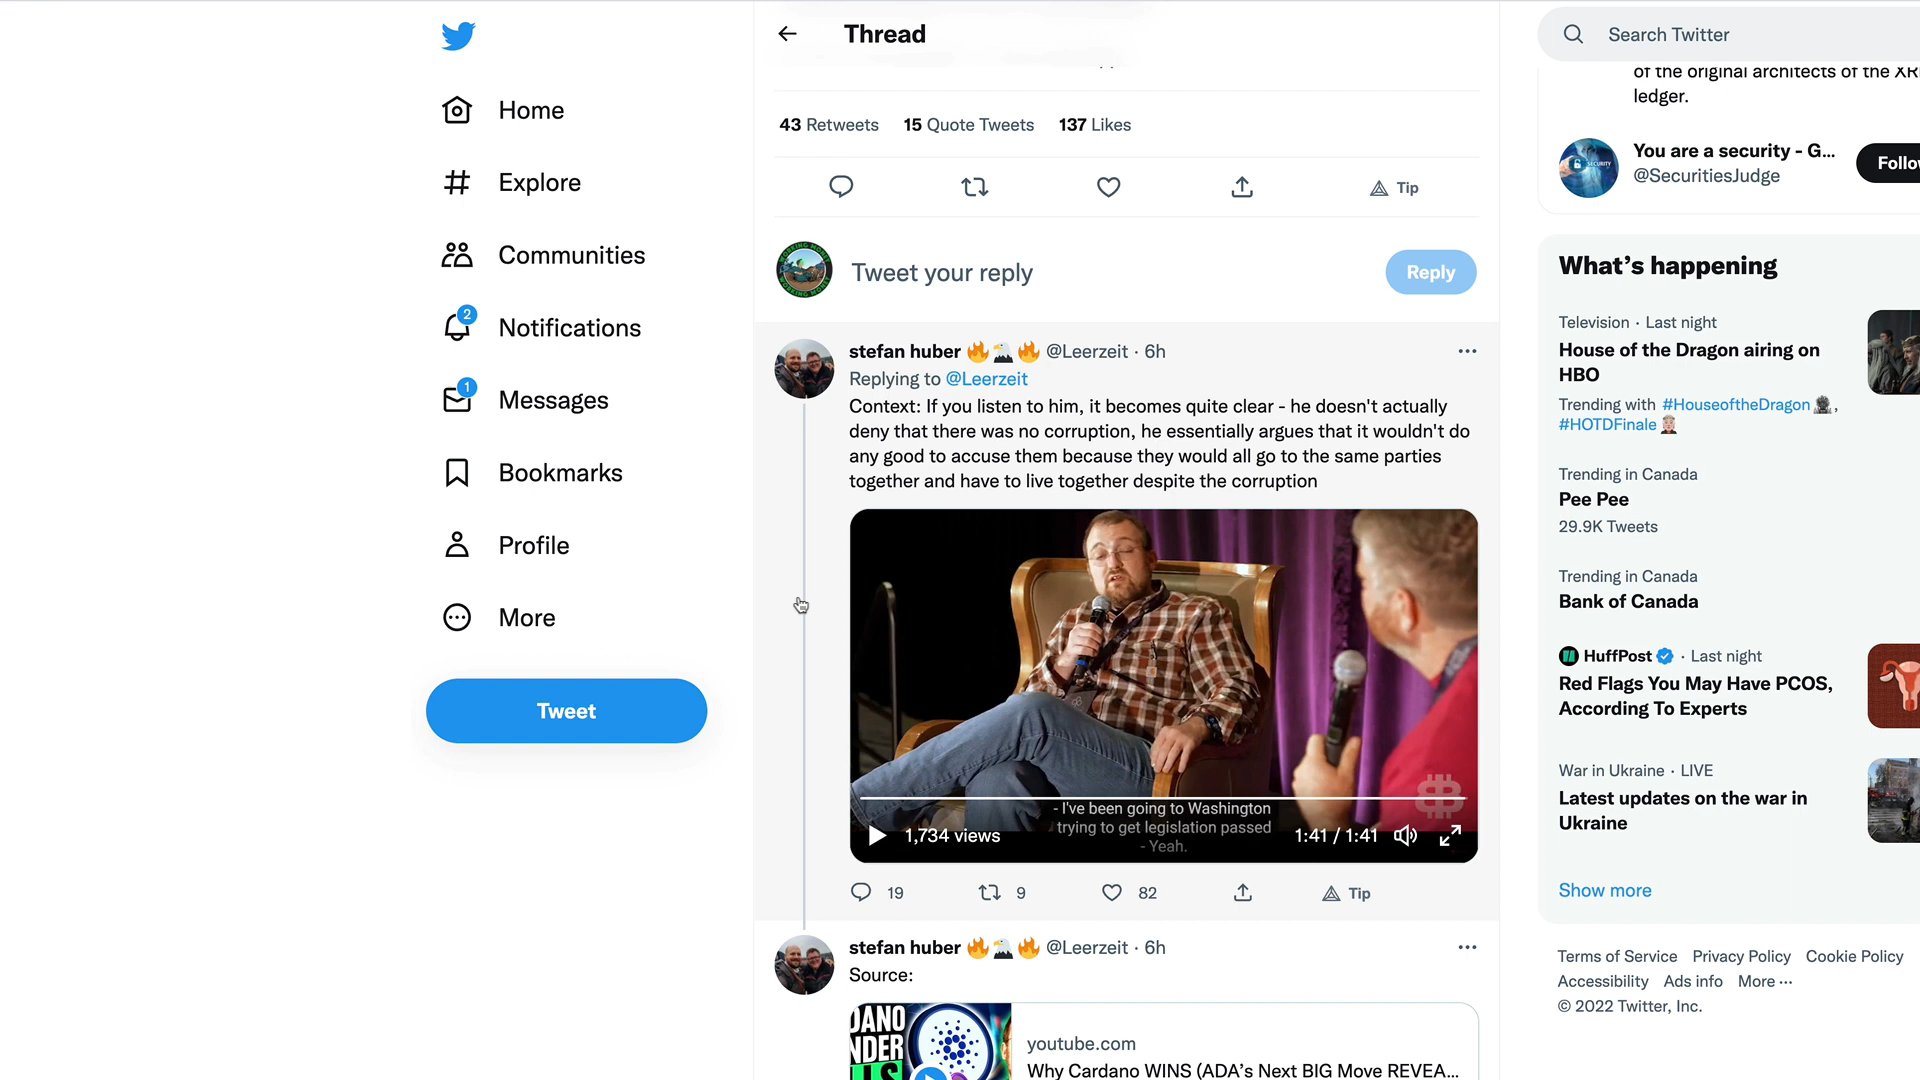 Thread
Search Twitter
of the original architects of the XR
ledger.
Home
43 Retweets 15 Quote Tweets 137 Likes
You are a security - G...
Follo
SECURITY
@SecuritiesJudge
Explore
Tip
Communities
Tweet your reply
Reply
What's happening
2
Notifications
Television · Last night
House of the Dragon airing on
HBO
Trending with #HouseoftheDragon ,
#HOTDFinale
stefan huber 🔥🦅🔥 @Leerzeit · 6h
Replying to @Leerzeit
Context: If you listen to him, it becomes quite clear - he doesn't actually
deny that there was no corruption, he essentially argues that it wouldn't do
any good to accuse them because they would all go to the same parties
together and have to live together despite the corruption
1
Messages
Bookmarks
Trending in Canada
Pee Pee
29.9K Tweets
Profile
Trending in Canada
Bank of Canada
More
HuffPost · Last night
Red Flags You May Have PCOS,
According To Experts
Tweet
War in Ukraine · LIVE
Latest updates on the war in
Ukraine
- I've been going to Washington
trying to get legislation passed
- Yeah.
1,734 views
1:41 / 1:41
19 9 82 Tip
Show more
stefan huber 🔥🦅🔥 @Leerzeit · 6h
Source:
Terms of Service Privacy Policy Cookie Policy
Accessibility Ads info More ···
© 2022 Twitter, Inc.
DANO
NDER
youtube.com
Why Cardano WINS (ADA's Next BIG Move REVEA...